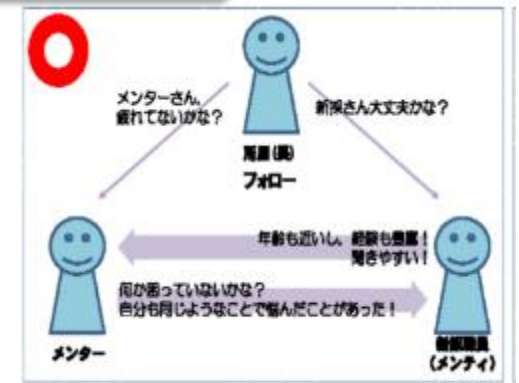 メンターさん、
疲れてないかな？
新採さん大丈夫かな？
フォロー
年齢も近いし、経験も豊富！
聞きやすい！
何か困っていないかな？
自分も同じようなことで悩んだことがあった！
メンター
新採職員
（メンティ）